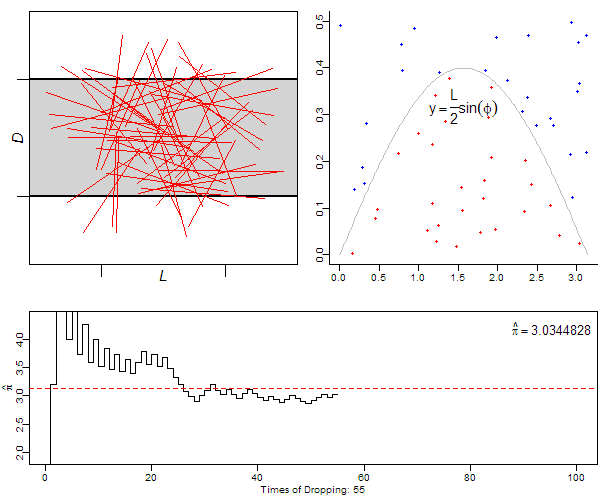 D
L
0.0 0.1 0.2 0.3 0.4 0.5
y = L/2 sin(ϕ)
0.0 0.5 1.0 1.5 2.0 2.5 3.0
π̂
2.0 2.5 3.0 3.5 4.0
π̂ = 3.0344828
0 20 40 60 80 100
Times of Dropping: 55